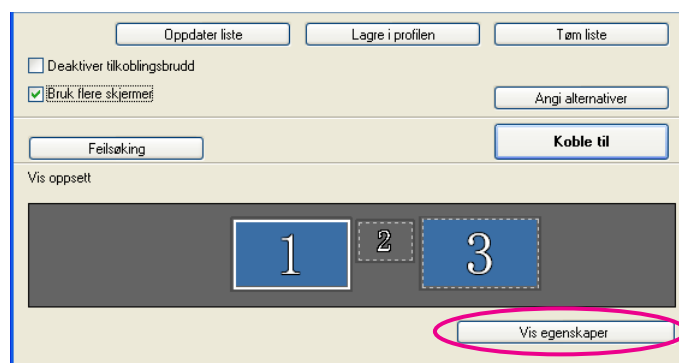 Oppdater liste Lagre i profilen Tøm liste
Deaktiver tilkoblingsbrudd
Bruk flere skjermer
Angi alternativer
Feilsøking
Koble til
Vis oppsett
1 2 3
Vis egenskaper